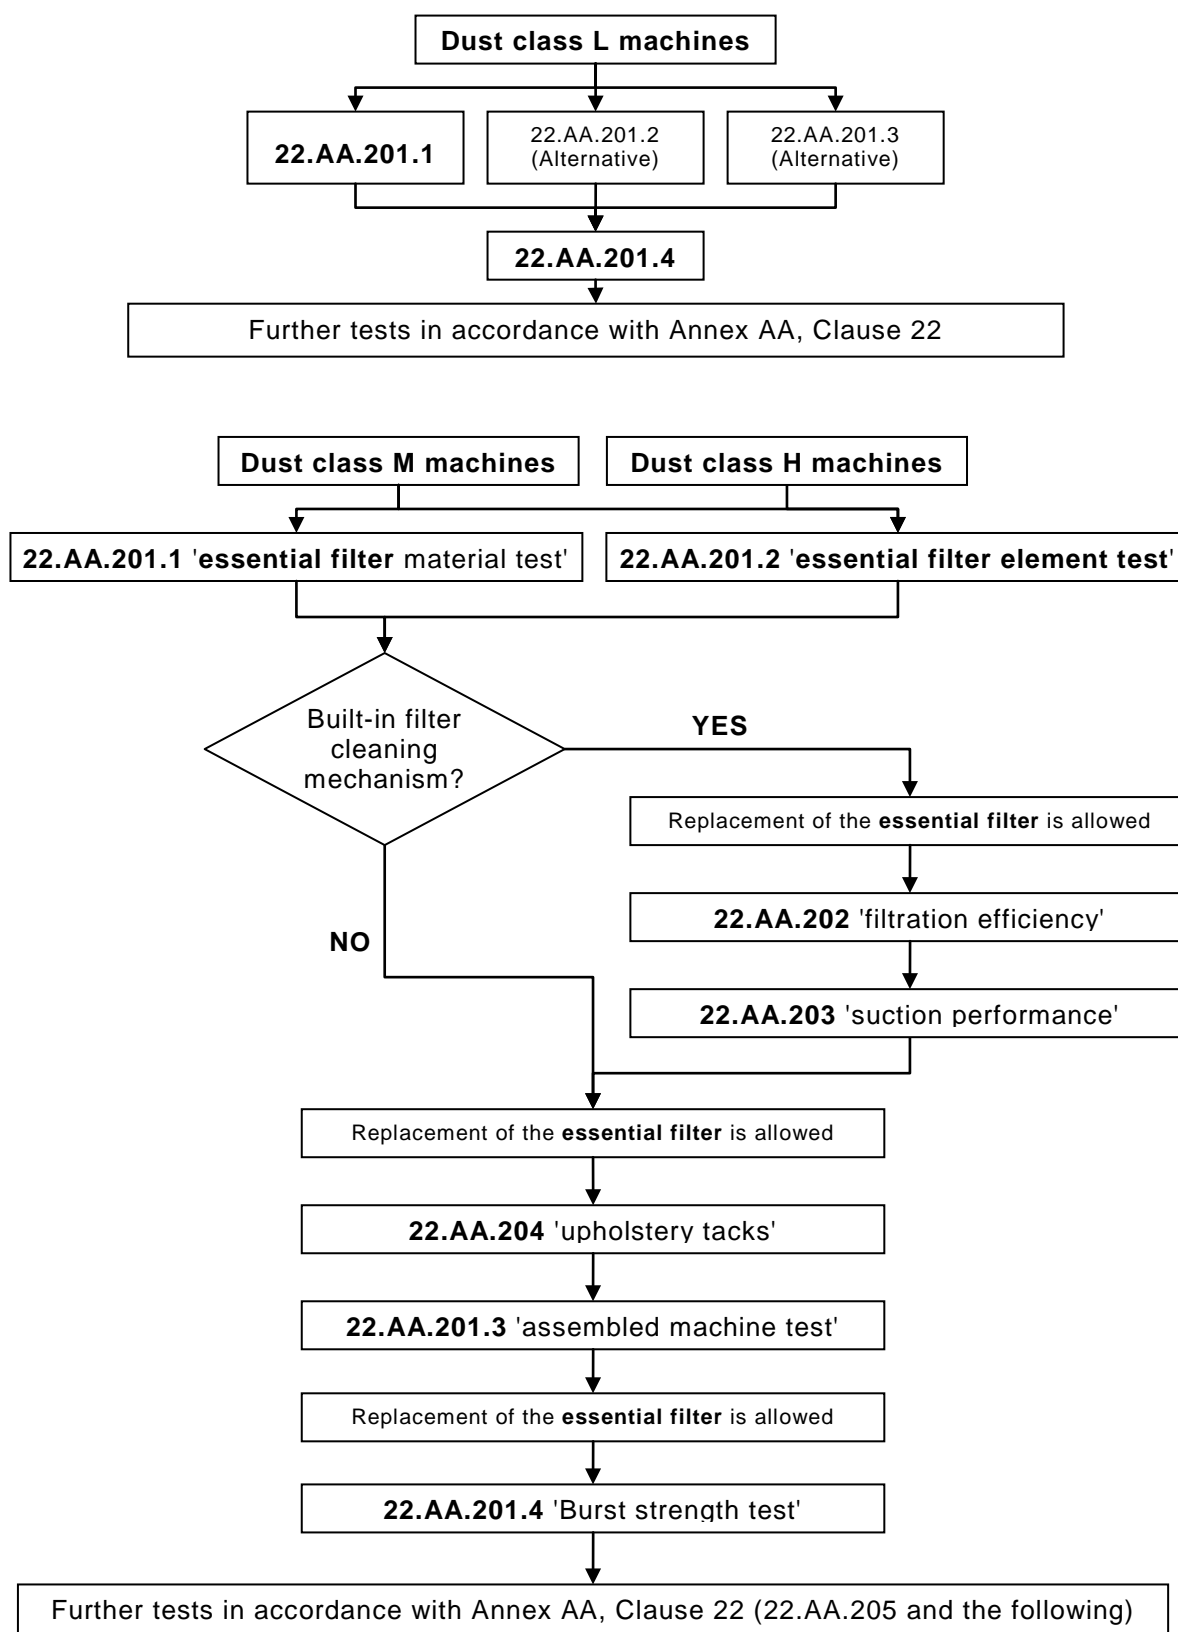 Dust class L machines
22.AA.201.1
22.AA.201.2
(Alternative)
22.AA.201.3
(Alternative)
22.AA.201.4
Further tests in accordance with Annex AA, Clause 22
Dust class M machines
Dust class H machines
22.AA.201.1 'essential filter material test'
22.AA.201.2 'essential filter element test'
Built-in filter
cleaning
mechanism?
YES
Replacement of the essential filter is allowed
22.AA.202 'filtration efficiency'
NO
22.AA.203 'suction performance'
Replacement of the essential filter is allowed
22.AA.204 'upholstery tacks'
22.AA.201.3 'assembled machine test'
Replacement of the essential filter is allowed
22.AA.201.4 'Burst strength test'
Further tests in accordance with Annex AA, Clause 22 (22.AA.205 and the following)